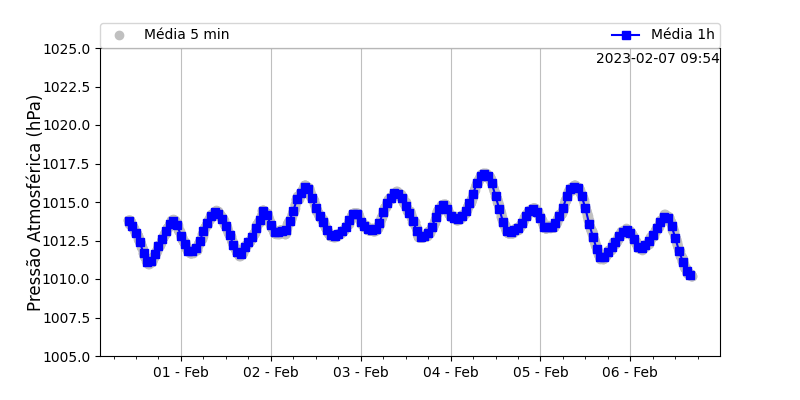 Média 5 min
Média 1h
2023-02-07 09:54
Pressão Atmosférica (hPa)
1025.0
1022.5
1020.0
1017.5
1015.0
1012.5
1010.0
1007.5
1005.0
01 - Feb
02 - Feb
03 - Feb
04 - Feb
05 - Feb
06 - Feb